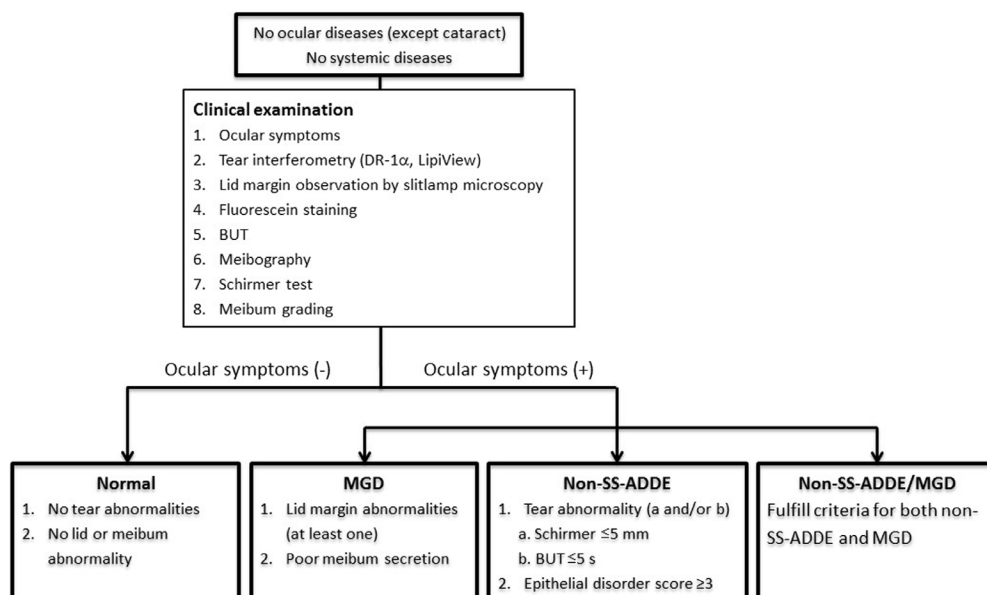 No ocular diseases (except cataract)
No systemic diseases
Clinical examination
1. Ocular symptoms
2. Tear interferometry (DR-1α, LipiView)
3. Lid margin observation by slitlamp microscopy
4. Fluorescein staining
5. BUT
6. Meibography
7. Schirmer test
8. Meibum grading
Ocular symptoms (-)
Ocular symptoms (+)
Normal
1. No tear abnormalities
2. No lid or meibum
abnormality
MGD
1. Lid margin abnormalities
(at least one)
2. Poor meibum secretion
Non-SS-ADDE
1. Tear abnormality (a and/or b)
a. Schirmer ≤5 mm
b. BUT ≤5 s
2. Epithelial disorder score ≥3
Non-SS-ADDE/MGD
Fulfill criteria for both non-
SS-ADDE and MGD